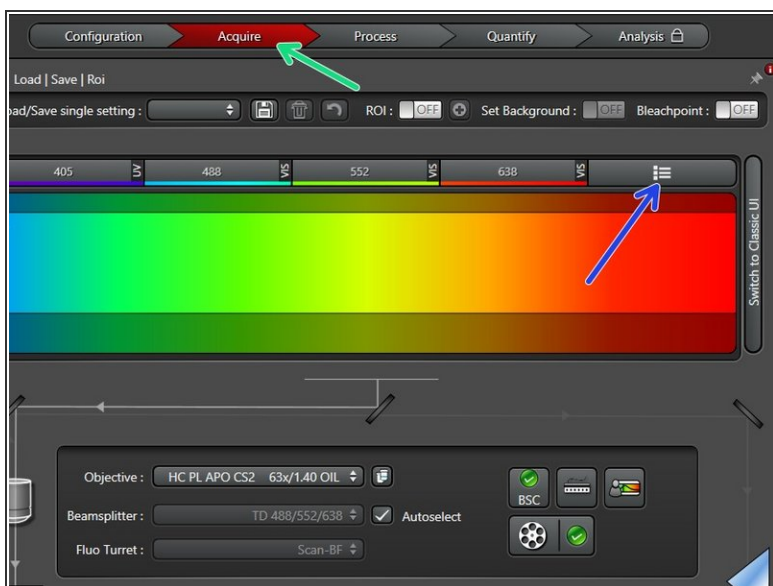 Configuration Acquire Process Quantify Analysis
Load | Save | Roi
oad/Save single setting : ROI : OFF Set Background : OFF Bleachpoint : OFF
405 UV 488 VIS 552 VIS 638 VIS
Switch to Classic UI
Objective : HC PL APO CS2 63x/1.40 OIL
BSC
Beamsplitter : TD 488/552/638 Autoselect
Fluo Turret : Scan-BF